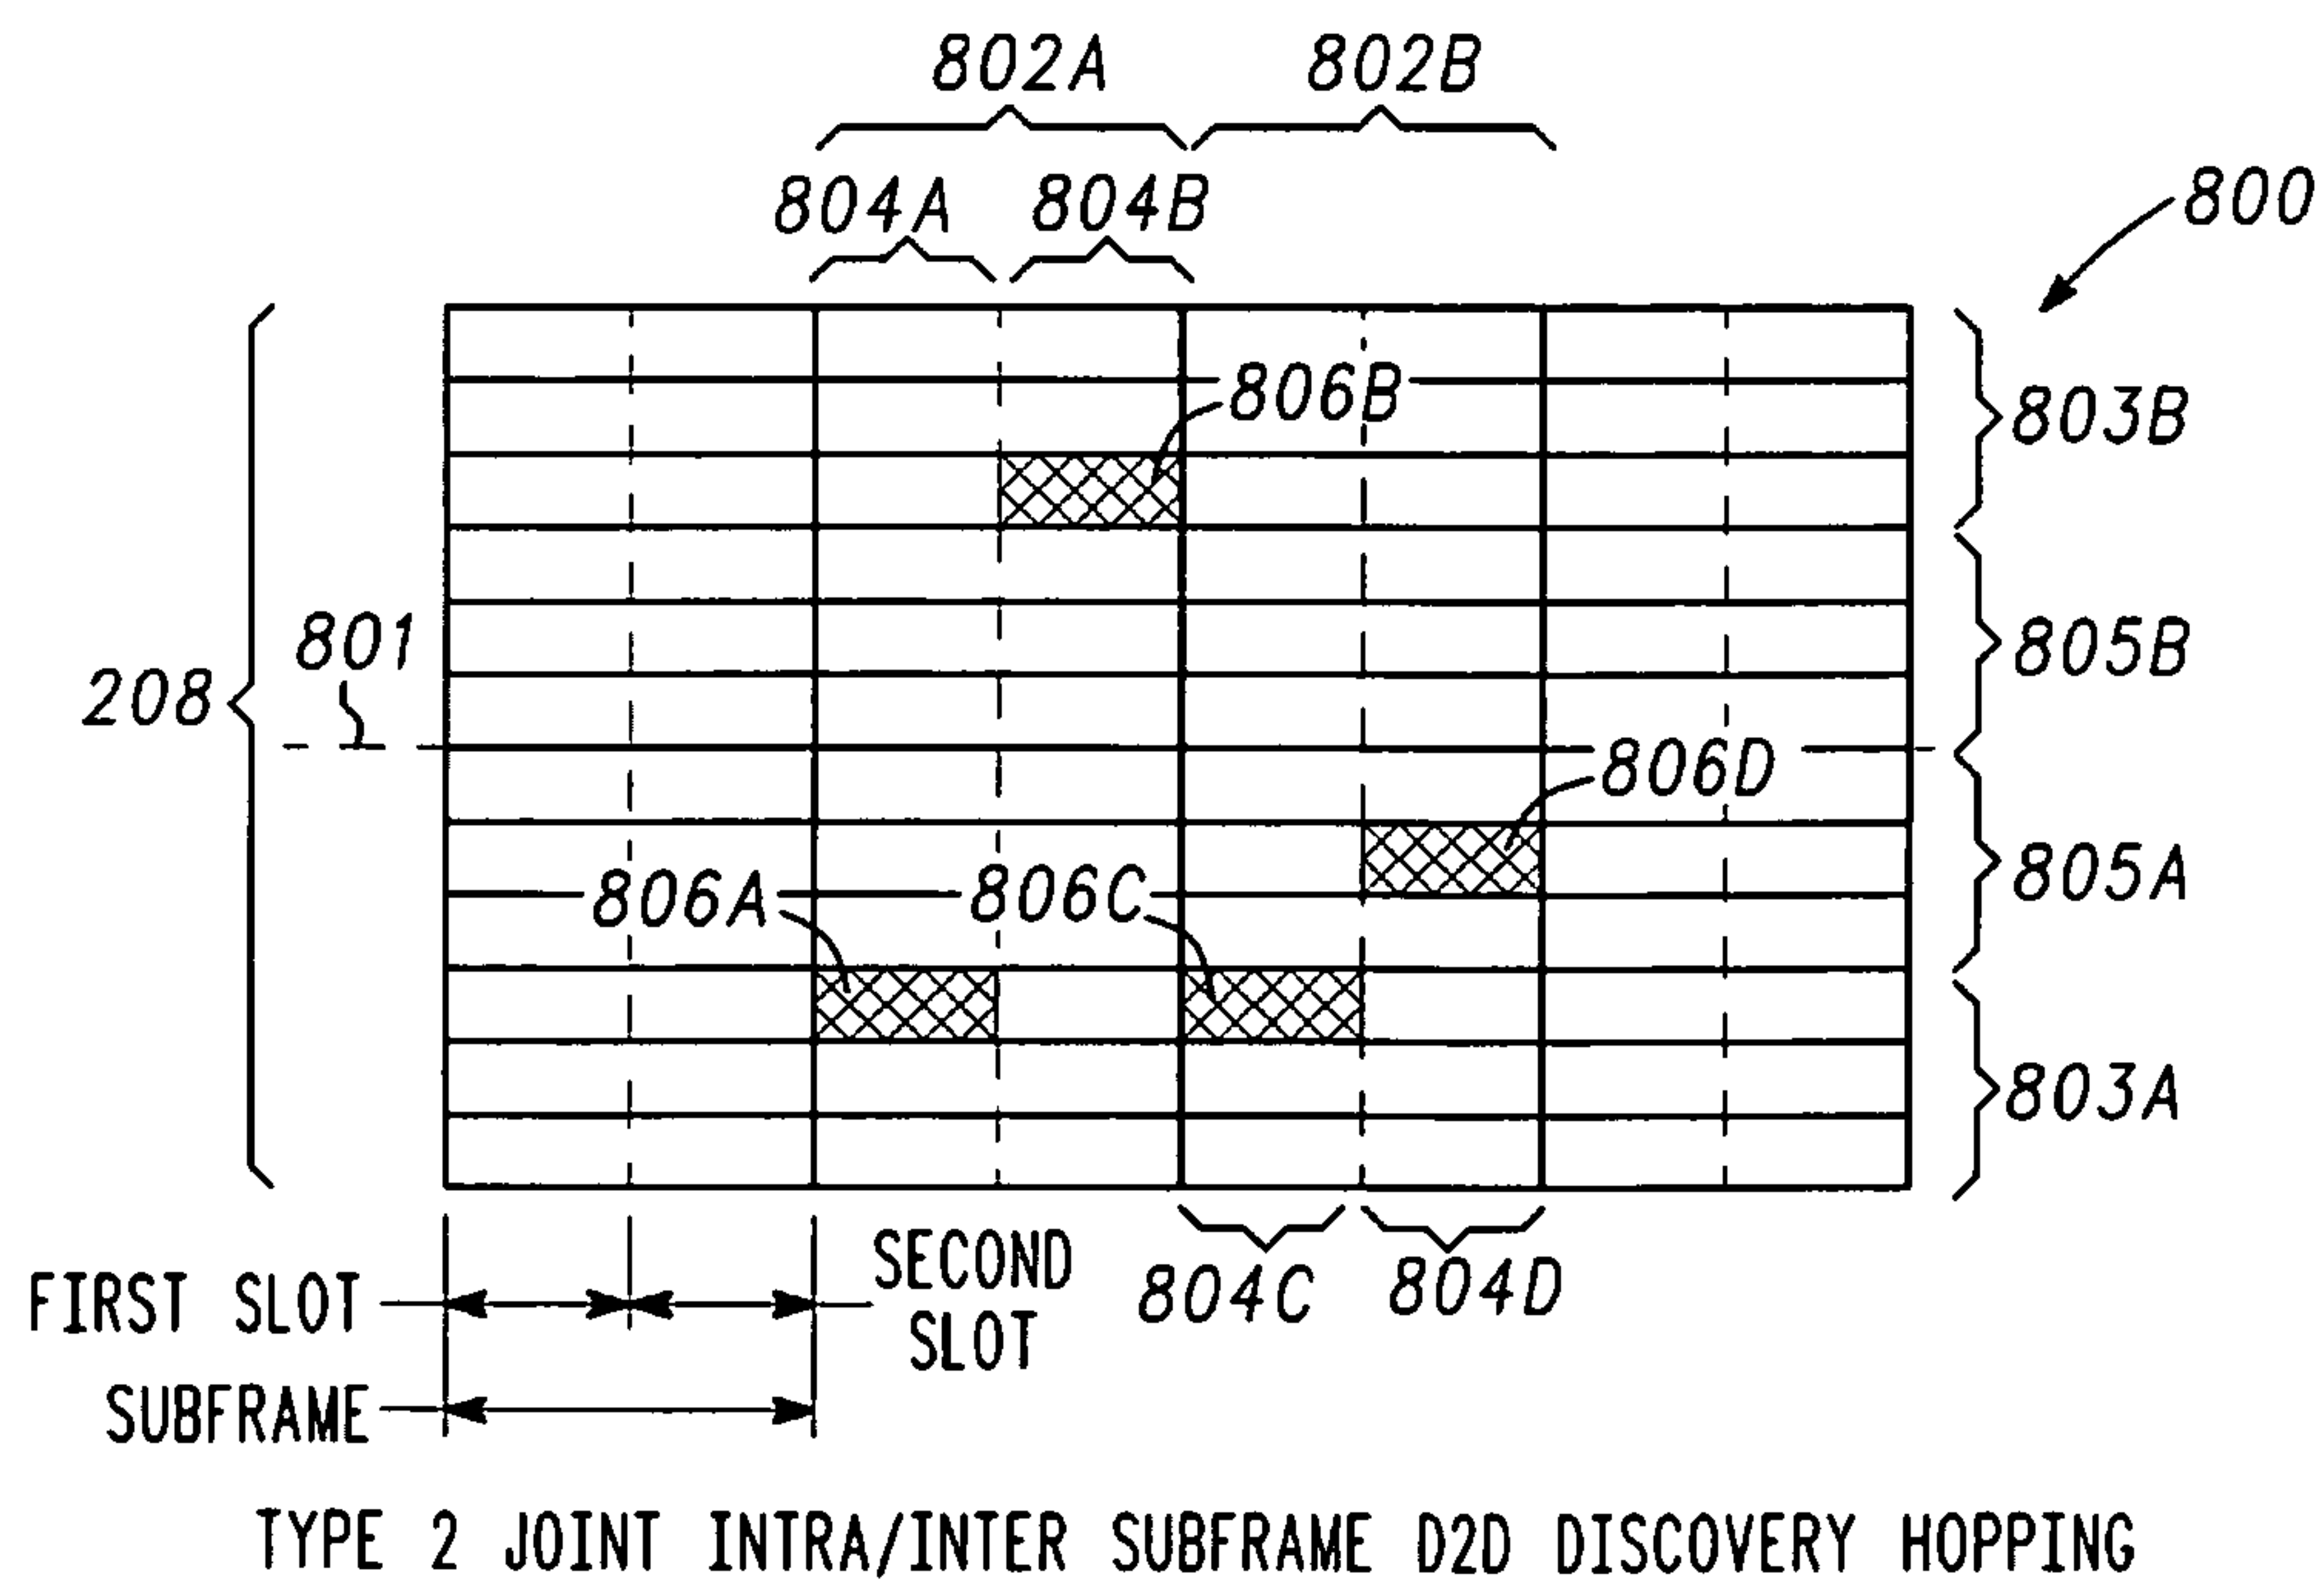 802A 802B
804A 804B
800
806B
803B
801
208
805B
806D
806A 806C
805A
803A
FIRST SLOT
SECOND
SLOT
804C 804D
SUBFRAME
TYPE 2 JOINT INTRA/INTER SUBFRAME D2D DISCOVERY HOPPING